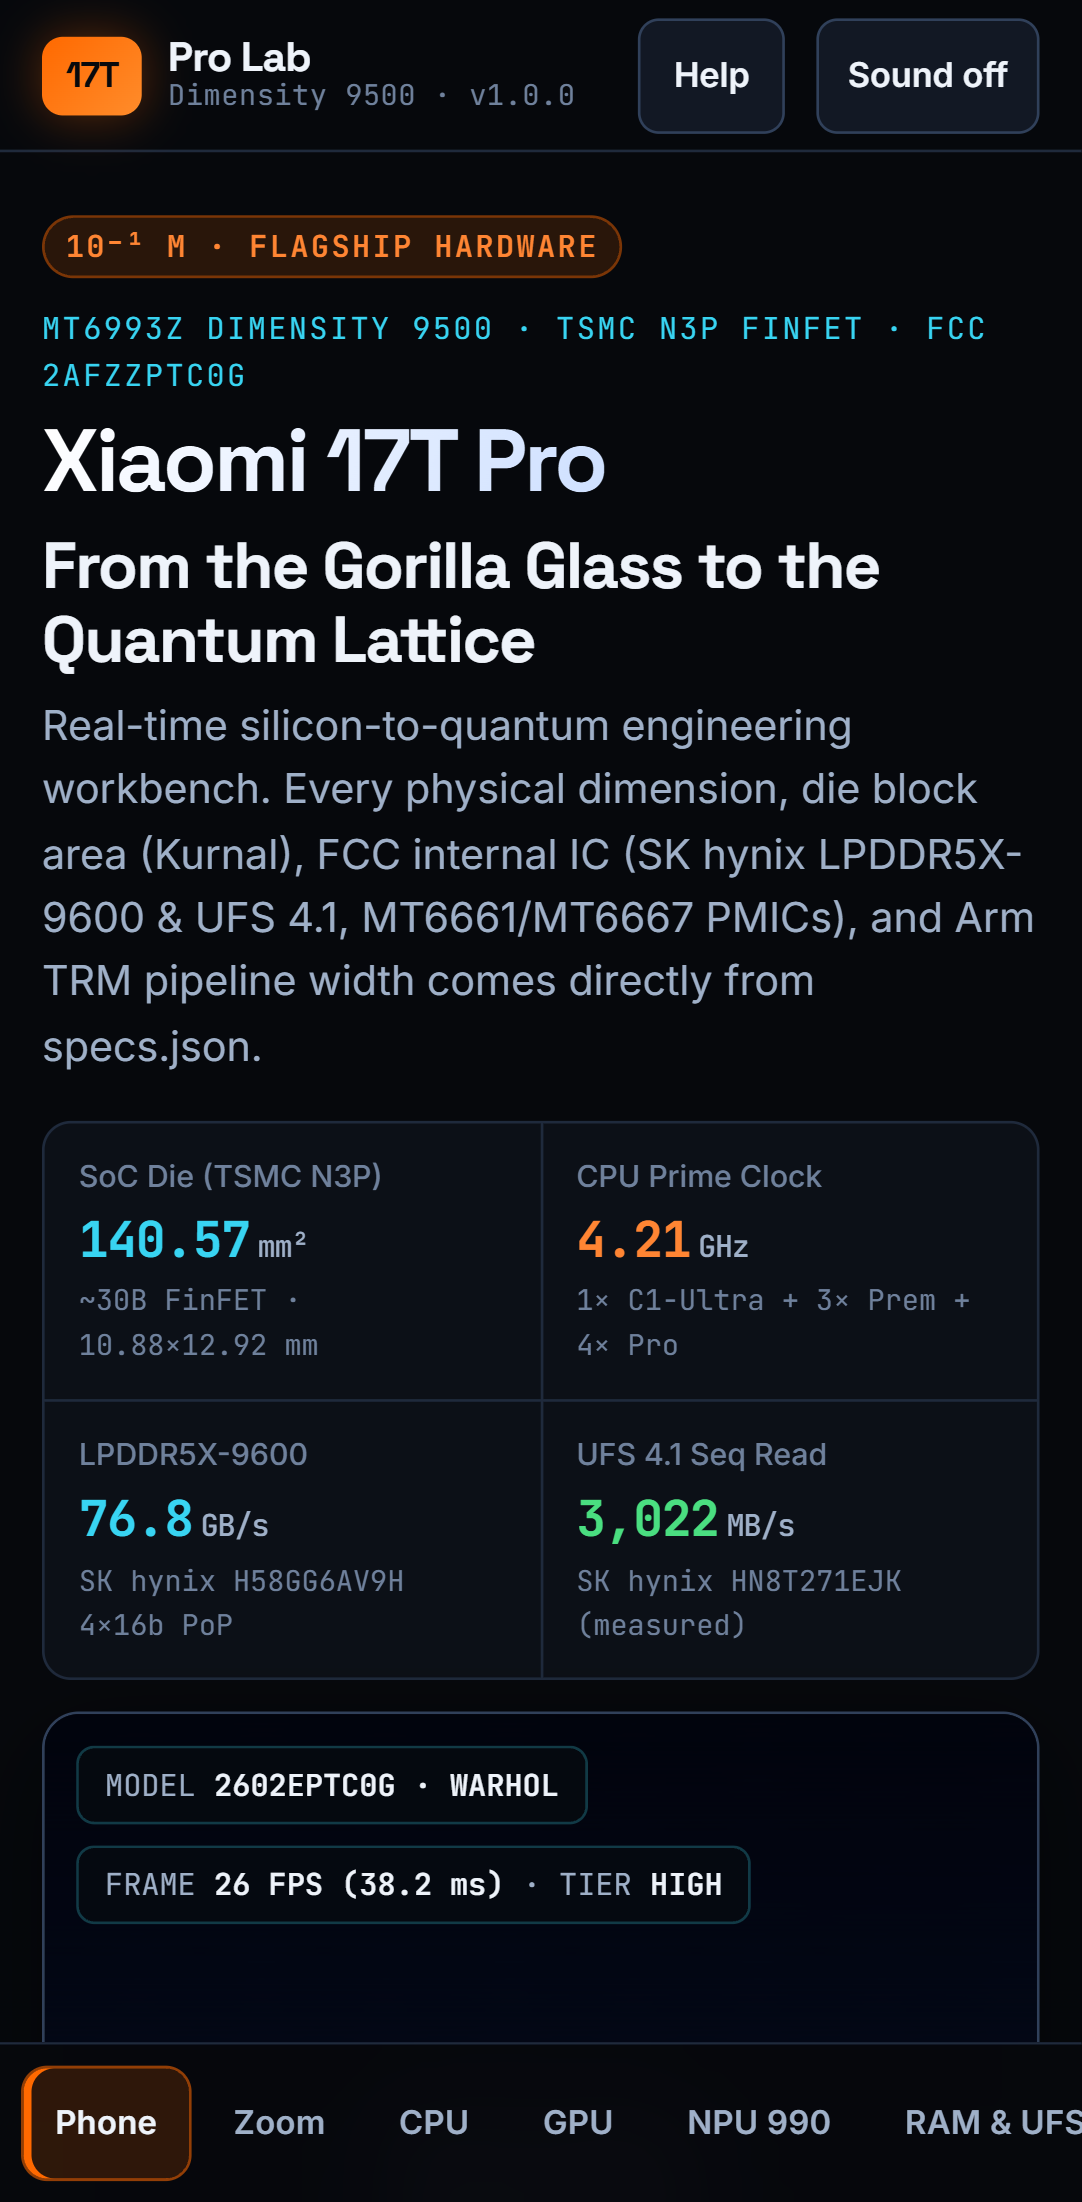 17T
Pro Lab
Dimensity 9500 · v1.0.0
Help
Sound off
10⁻¹ M · FLAGSHIP HARDWARE
MT6993Z DIMENSITY 9500 · TSMC N3P FINFET · FCC
2AFZZPTC0G
Xiaomi 17T Pro
From the Gorilla Glass to the
Quantum Lattice
Real-time silicon-to-quantum engineering
workbench. Every physical dimension, die block
area (Kurnal), FCC internal IC (SK hynix LPDDR5X-
9600 & UFS 4.1, MT6661/MT6667 PMICs), and Arm
TRM pipeline width comes directly from
specs.json.
SoC Die (TSMC N3P)
140.57 mm²
~30B FinFET ·
10.88×12.92 mm
CPU Prime Clock
4.21 GHz
1× C1-Ultra + 3× Prem +
4× Pro
LPDDR5X-9600
76.8 GB/s
SK hynix H58GG6AV9H
4×16b PoP
UFS 4.1 Seq Read
3,022 MB/s
SK hynix HN8T271EJK
(measured)
MODEL 2602EPTC0G · WARHOL
FRAME 26 FPS (38.2 ms) · TIER HIGH
Phone
Zoom
CPU
GPU
NPU 990
RAM & UFS